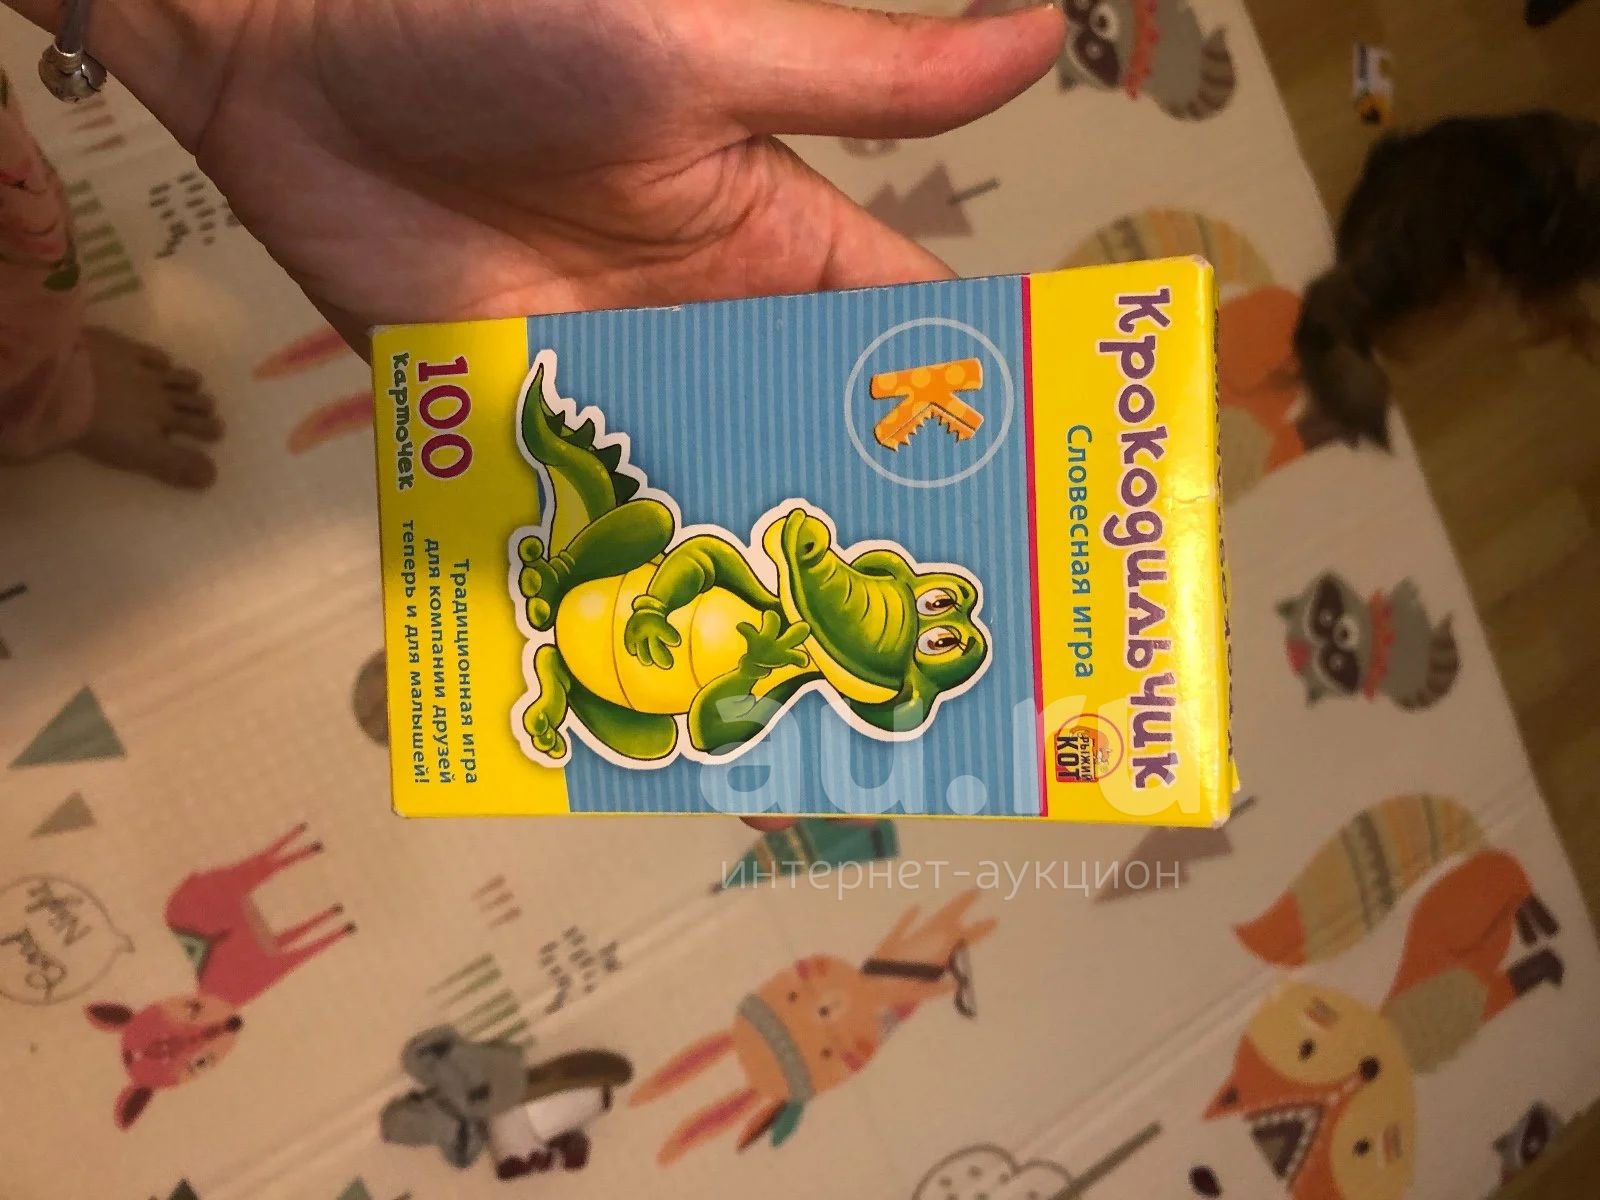 Крокодильчик
Словесная игра
РЫЖИЙ
КОТ
К
100
карточек
Традиционная игра
для компании друзей
теперь и для малышей!
au.ru
интернет-аукцион
Good
Night